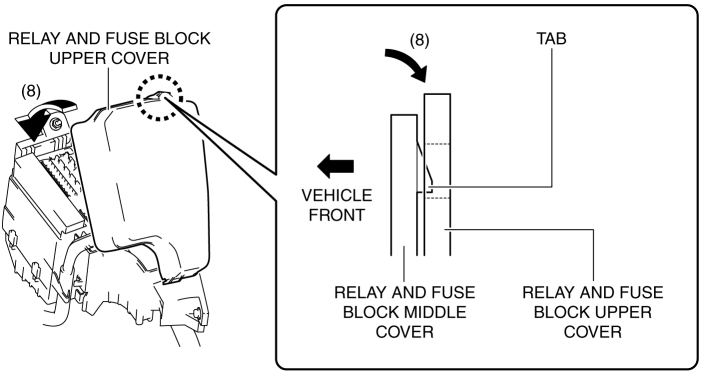 RELAY AND FUSE BLOCK
UPPER COVER
(8)
(8)
TAB
VEHICLE
FRONT
RELAY AND FUSE
BLOCK MIDDLE
COVER
RELAY AND FUSE
BLOCK UPPER
COVER